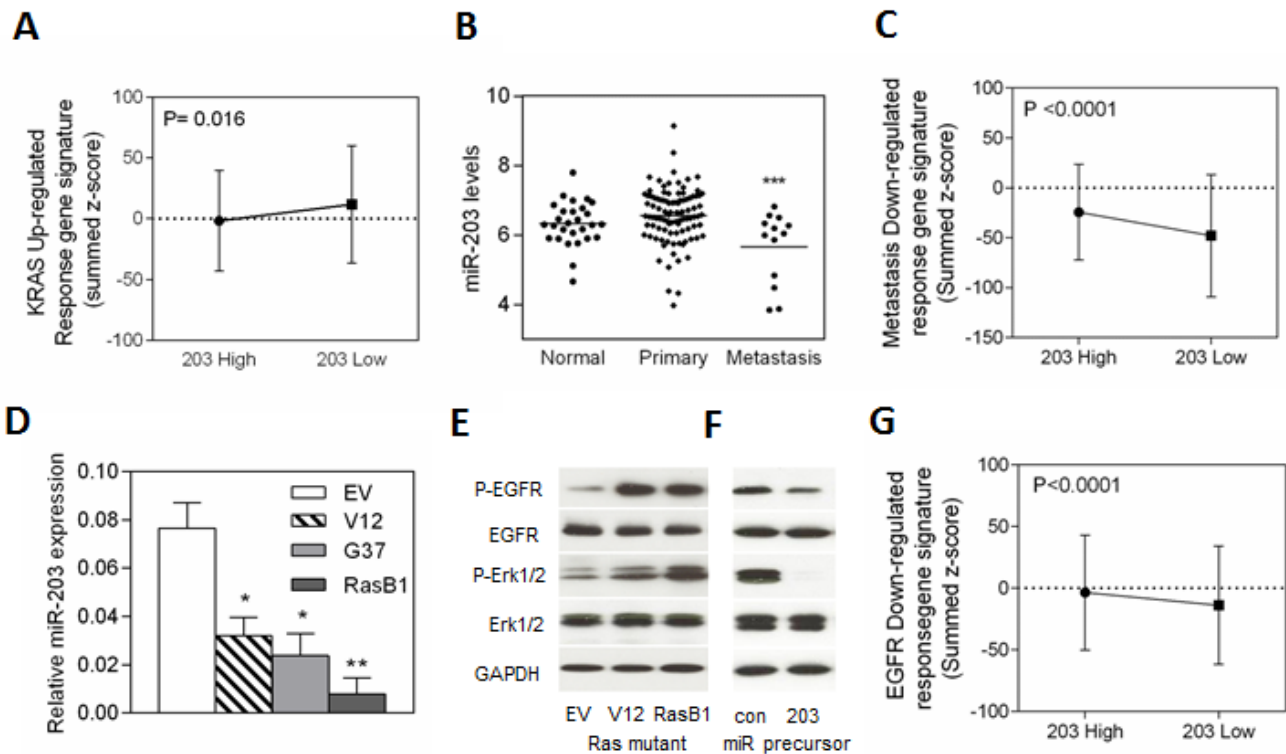 A
KRAS Up-regulated
Response gene signature
(summed z-score)
100
50
0
-50
-100
P= 0.016
203 High
203 Low
B
miR-203 levels
10
8
6
4
***
Normal
Primary
Metastasis
C
Metastasis Down-regulated
response gene signature
(Summed z-score)
100
50
0
-50
-100
-150
P <0.0001
203 High
203 Low
D
Relative miR-203 expression
0.10
0.08
0.06
0.04
0.02
0.00
EV
V12
G37
RasB1
*
*
**
E
P-EGFR
EGFR
P-Erk1/2
Erk1/2
GAPDH
EV V12 RasB1
Ras mutant
F
con 203
miR precursor
G
EGFR Down-regulated
responsegene signature
(Summed z-score)
100
50
0
-50
-100
P<0.0001
203 High
203 Low